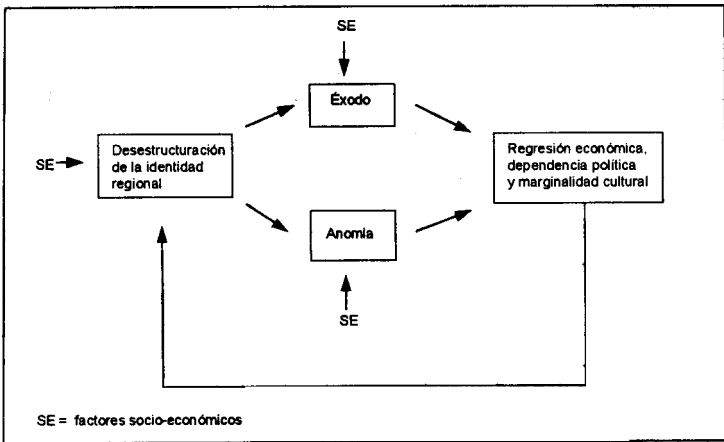 SE
Éxodo
SE
Desestructuración
de la identidad
regional
Regresión económica,
dependencia política
y marginalidad cultural
Anomía
SE
SE = factores socio-económicos